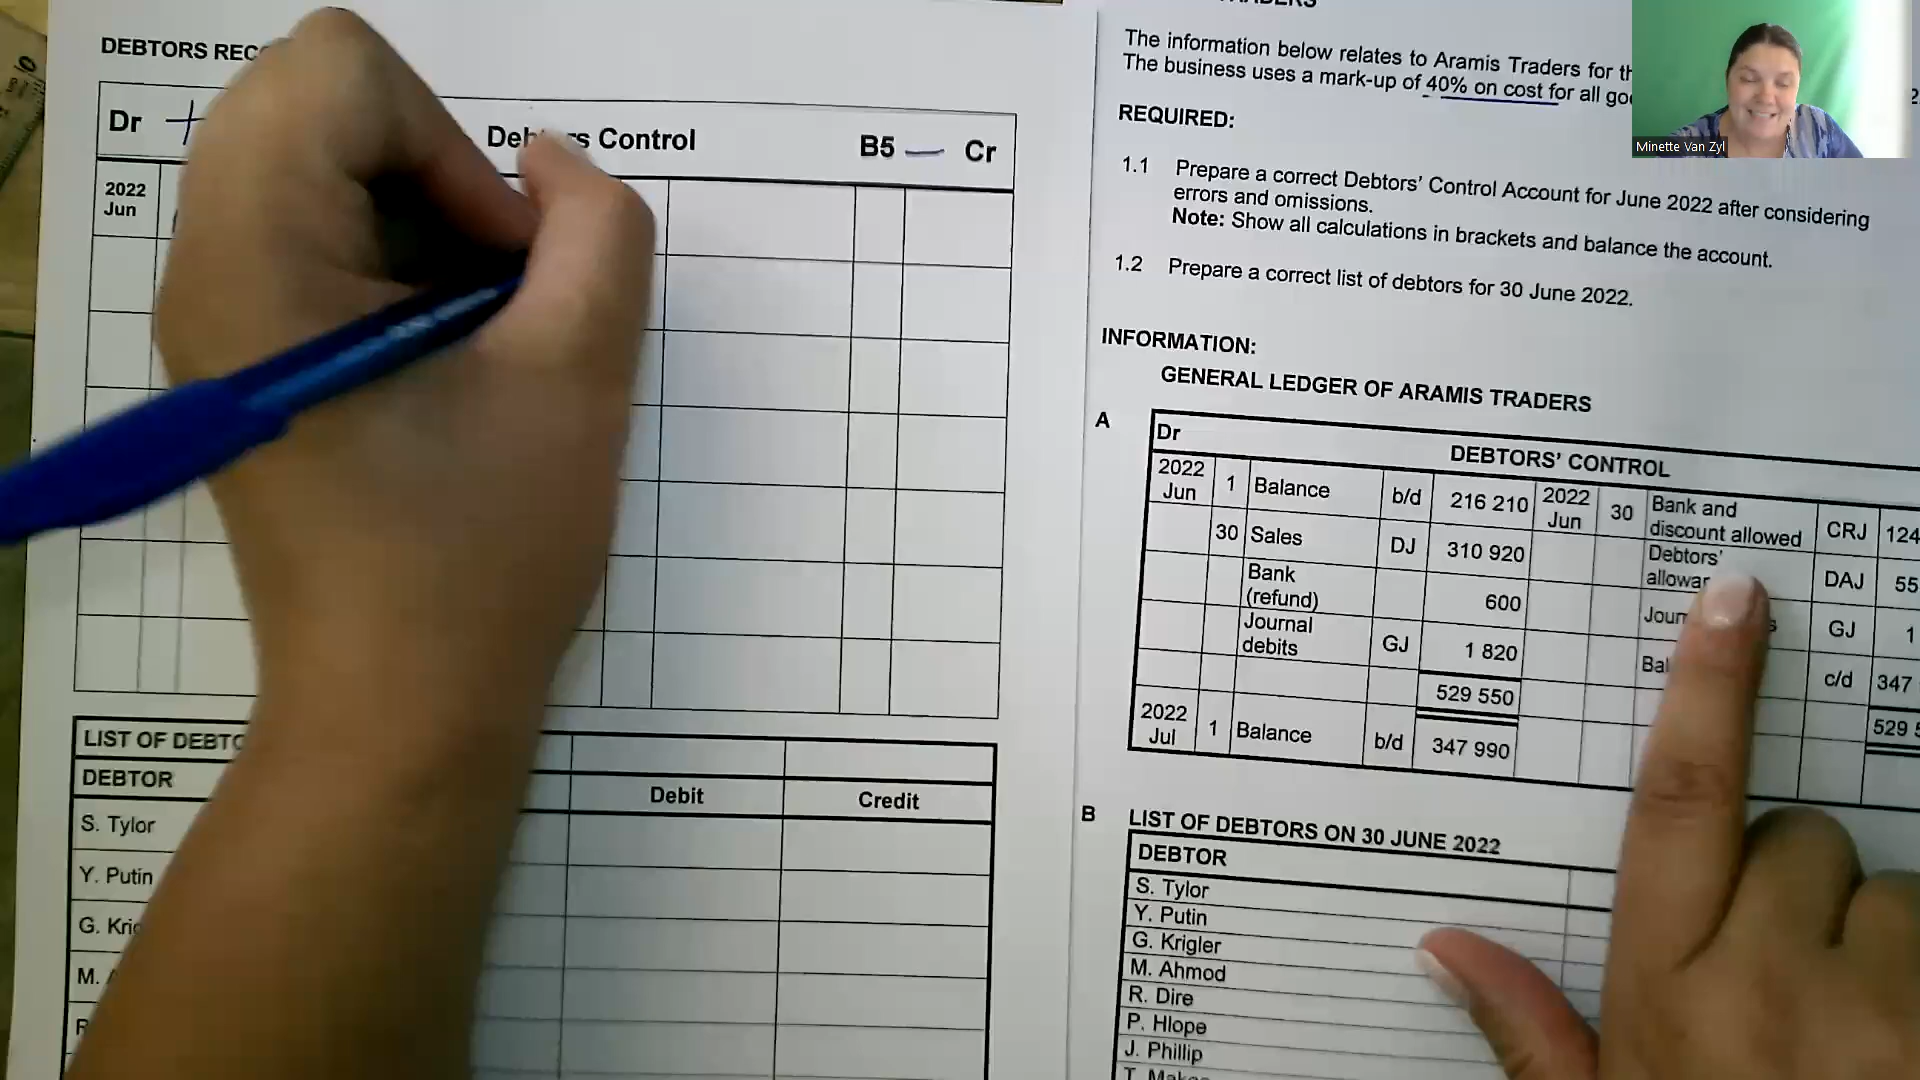 DEBTORS REC
Dr + Debtors Control B5 — Cr
2022
Jun
LIST OF DEBTO
DEBTOR Debit Credit
S. Tylor
Y. Putin
G. Krig
M. A
R
The information below relates to Aramis Traders for th
The business uses a mark-up of 40% on cost for all goo
REQUIRED:
1.1 Prepare a correct Debtors' Control Account for June 2022 after considering
errors and omissions.
Note: Show all calculations in brackets and balance the account.
1.2 Prepare a correct list of debtors for 30 June 2022.
INFORMATION:
GENERAL LEDGER OF ARAMIS TRADERS
A
Dr DEBTORS' CONTROL
2022 Jun 1 Balance b/d 216 210 2022 Jun 30 Bank and discount allowed CRJ 124
30 Sales DJ 310 920 Debtors' allowa DAJ 55
Bank (refund) 600 Jour s GJ 1
Journal debits GJ 1 820 Bal c/d 347
529 550 529 5
2022 Jul 1 Balance b/d 347 990
B LIST OF DEBTORS ON 30 JUNE 2022
DEBTOR
S. Tylor
Y. Putin
G. Krigler
M. Ahmod
R. Dire
P. Hlope
J. Phillip
Minette Van Zyl